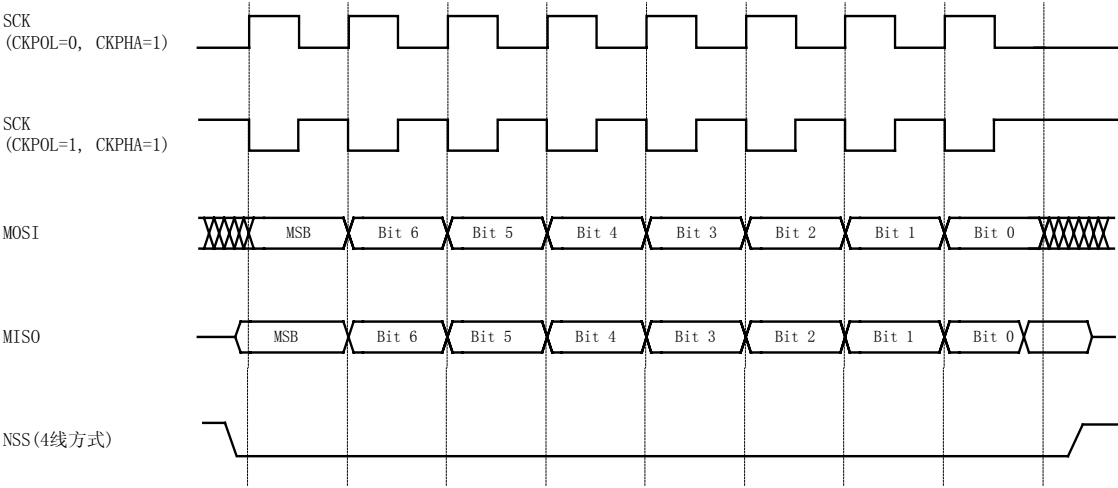 SCK
(CKPOL=0, CKPHA=1)
SCK
(CKPOL=1, CKPHA=1)
MOSI
MSB
Bit 6
Bit 5
Bit 4
Bit 3
Bit 2
Bit 1
Bit 0
MISO
MSB
Bit 6
Bit 5
Bit 4
Bit 3
Bit 2
Bit 1
Bit 0
NSS(4线方式)